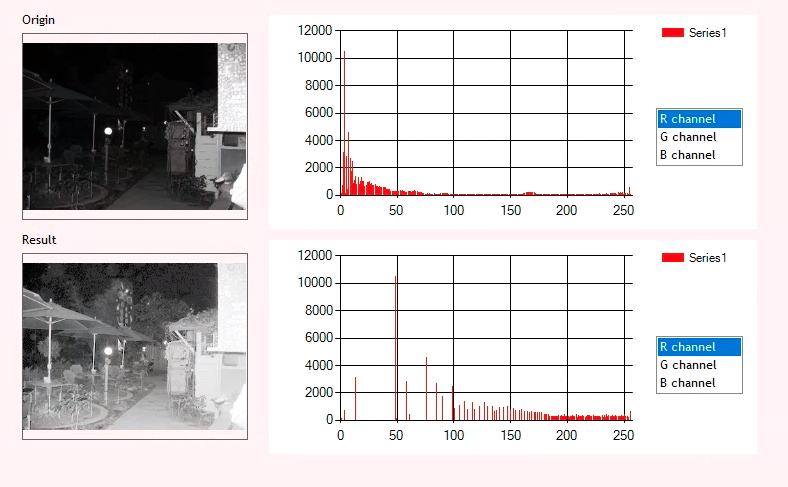 Origin
12000
10000
8000
6000
4000
2000
0
0 50 100 150 200 250
Series1
R channel
G channel
B channel
Result
12000
10000
8000
6000
4000
2000
0
0 50 100 150 200 250
Series1
R channel
G channel
B channel